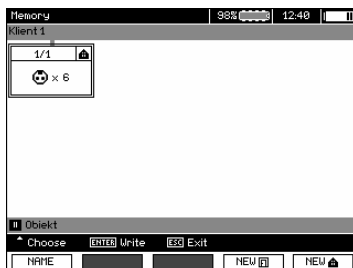 Memory 98% 12:40
Klient 1
1/1
x 6
Obiekt
Choose ENTER Write ESC Exit
NAME NEW NEW